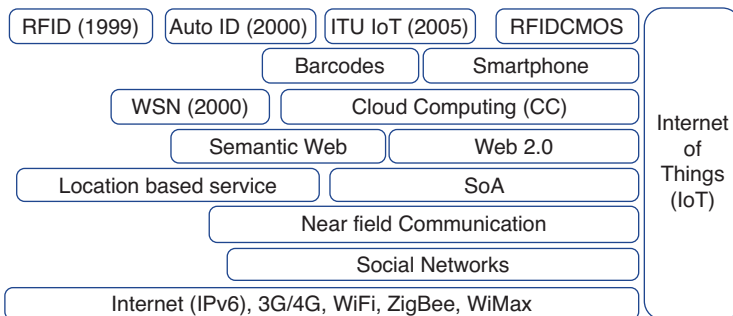 RFID (1999) Auto ID (2000) ITU IoT (2005) RFIDCMOS
Barcodes Smartphone
WSN (2000) Cloud Computing (CC)
Semantic Web Web 2.0
Location based service SoA
Near field Communication
Social Networks
Internet (IPv6), 3G/4G, WiFi, ZigBee, WiMax
Internet
of
Things
(IoT)